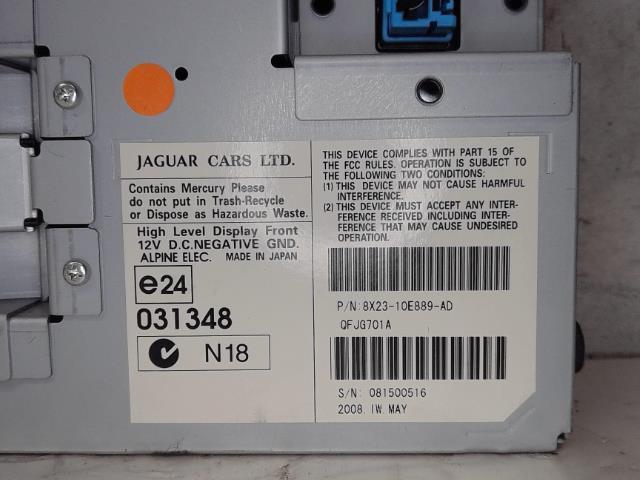 JAGUAR CARS LTD.
Contains Mercury Please
do not put in Trash-Recycle
or Dispose as Hazardous Waste.
High Level Display Front
12V D.C.NEGATIVE GND.
ALPINE ELEC. MADE IN JAPAN
e24
031348
N18
THIS DEVICE COMPLIES WITH PART 15 OF
THE FCC RULES. OPERATION IS SUBJECT TO
THE FOLLOWING TWO CONDITIONS:
(1) THIS DEVICE MAY NOT CAUSE HARMFUL
INTERFERENCE.
(2) THIS DEVICE MUST ACCEPT ANY INTER-
FERENCE RECEIVED INCLUDING INTER-
FERENCE THAT MAY CAUSE UNDESIRED
OPERATION.
P/N:8X23-10E889-AD
QFJG701A
S/N: 081500516
2008. IW. MAY